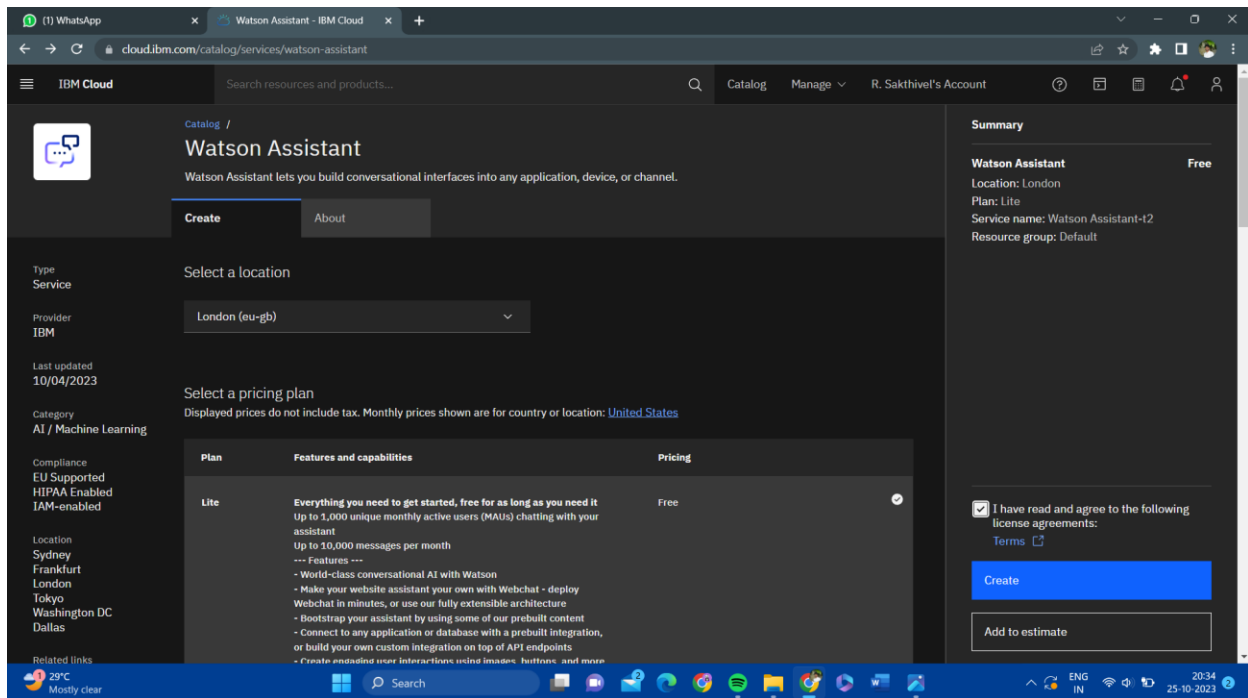 (1) WhatsApp
Watson Assistant - IBM Cloud
cloud.ibm.com/catalog/services/watson-assistant
IBM Cloud
Search resources and products...
Catalog
Manage
R. Sakthivel's Account
Catalog /
Watson Assistant
Watson Assistant lets you build conversational interfaces into any application, device, or channel.
Create
About
Type
Service
Provider
IBM
Last updated
10/04/2023
Category
AI / Machine Learning
Compliance
EU Supported
HIPAA Enabled
IAM-enabled
Location
Sydney
Frankfurt
London
Tokyo
Washington DC
Dallas
Related links
Select a location
London (eu-gb)
Select a pricing plan
Displayed prices do not include tax. Monthly prices shown are for country or location: United States
Plan
Features and capabilities
Pricing
Lite
Everything you need to get started, free for as long as you need it
Up to 1,000 unique monthly active users (MAUs) chatting with your
assistant
Up to 10,000 messages per month
--- Features ---
- World-class conversational AI with Watson
- Make your website assistant your own with Webchat - deploy
Webchat in minutes, or use our fully extensible architecture
- Bootstrap your assistant by using some of our prebuilt content
- Connect to any application or database with a prebuilt integration,
or build your own custom integration on top of API endpoints
- Create engaging user interactions using images, buttons, and more
Free
Summary
Watson Assistant
Free
Location: London
Plan: Lite
Service name: Watson Assistant-t2
Resource group: Default
I have read and agree to the following
license agreements:
Terms
Create
Add to estimate
1
29°C
Mostly clear
Search
2
ENG
IN
20:34
25-10-2023
2